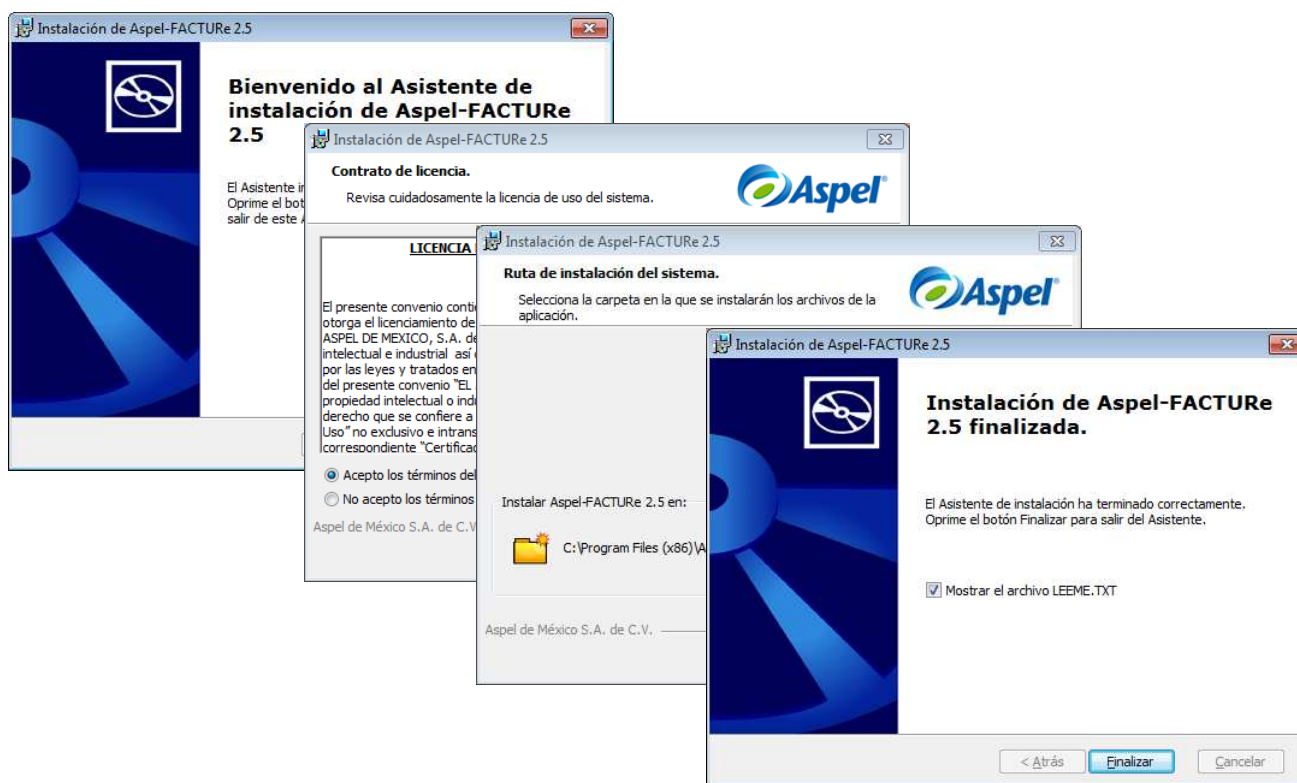 Instalación de Aspel-FACTURe 2.5
Bienvenido al Asistente de
instalación de Aspel-FACTURe
2.5
El Asistente
Oprime el
salir de este
Instalación de Aspel-FACTURe 2.5
Contrato de licencia.
Revisa cuidadosamente la licencia de uso del sistema.
Aspel
LICENCIA
El presente convenio
otorga el licenciamiento de
ASPEL DE MEXICO, S.A. de
intelectual e industrial así
por las leyes y tratados en
del presente convenio "EL
propiedad intelectual o
derecho que se confiere a
Uso" no exclusivo e
correspondiente
Acepto los términos del
No acepto los términos
Aspel de México S.A. de C.V
Instalación de Aspel-FACTURe 2.5
Ruta de instalación del sistema.
Selecciona la carpeta en la que se instalarán los archivos de la
aplicación.
Aspel
Instalar Aspel-FACTURe 2.5 en:
C:\Program Files (x86)\A
Aspel de México S.A. de C.V.
Instalación de Aspel-FACTURe 2.5
Instalación de Aspel-FACTURe
2.5 finalizada.
El Asistente de instalación ha terminado correctamente.
Oprime el botón Finalizar para salir del Asistente.
Mostrar el archivo LEEME.TXT
< Atrás
Finalizar
Cancelar